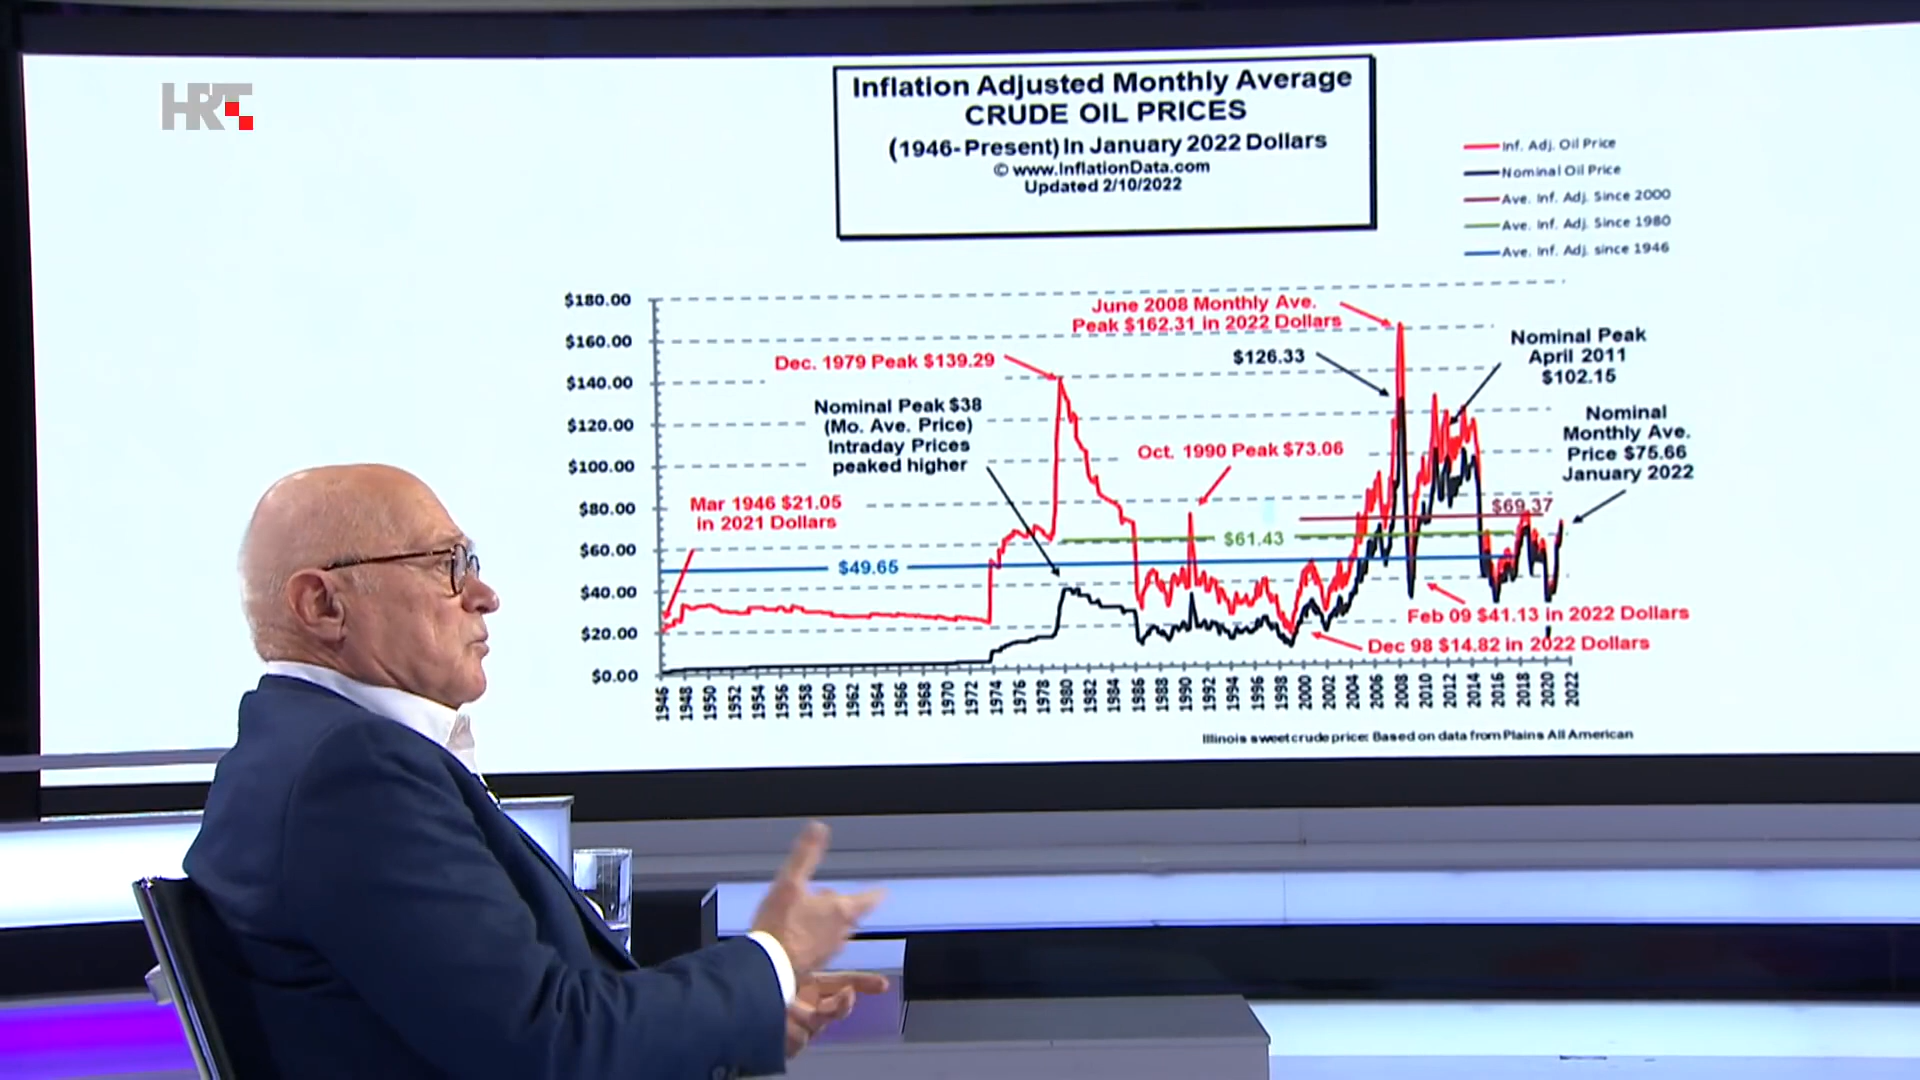 HRT
Inflation Adjusted Monthly Average
CRUDE OIL PRICES
(1946-Present) In January 2022 Dollars
© www.InflationData.com
Updated 2/10/2022
Inf. Adj. Oil Price
Nominal Oil Price
Ave. Inf. Adj. Since 2000
Ave. Inf. Adj. Since 1980
Ave. Inf. Adj. since 1946
$180.00
$160.00
$140.00
$120.00
$100.00
$80.00
$60.00
$40.00
$20.00
$0.00
June 2008 Monthly Ave.
Peak $162.31 in 2022 Dollars
Dec. 1979 Peak $139.29
$126.33
Nominal Peak
April 2011
$102.15
Nominal Peak $38
(Mo. Ave. Price)
Intraday Prices
peaked higher
Nominal
Monthly Ave.
Price $75.66
January 2022
Oct. 1990 Peak $73.06
Mar 1946 $21.05
in 2021 Dollars
$69.37
$61.43
$49.65
Feb 09 $41.13 in 2022 Dollars
Dec 98 $14.82 in 2022 Dollars
1946 1948 1950 1952 1954 1956 1958 1960 1962 1964 1966 1968 1970 1972 1974 1976 1978 1980 1982 1984 1986 1988 1990 1992 1994 1996 1998 2000 2002 2004 2006 2008 2010 2012 2014 2016 2018 2020 2022
Illinois sweet crude price: Based on data from Plains All American